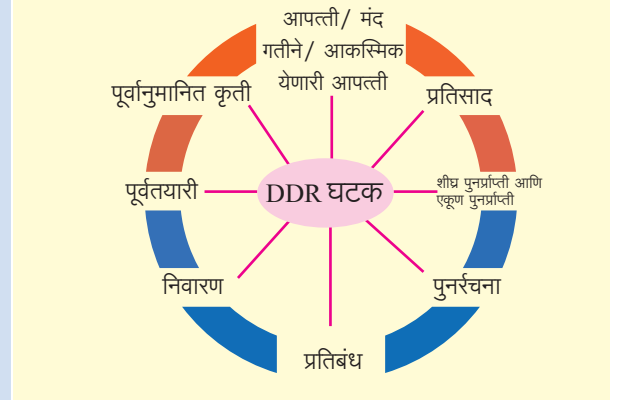 आपत्ती/ मंद
गतीने/ आकस्मिक
येणारी आपत्ती
पूर्वानुमानित कृती
प्रतिसाद
पूर्वतयारी
DDR घटक
शीघ्र पुनर्प्राप्ती आणि
एकूण पुनर्प्राप्ती
निवारण
पुनर्रचना
प्रतिबंध